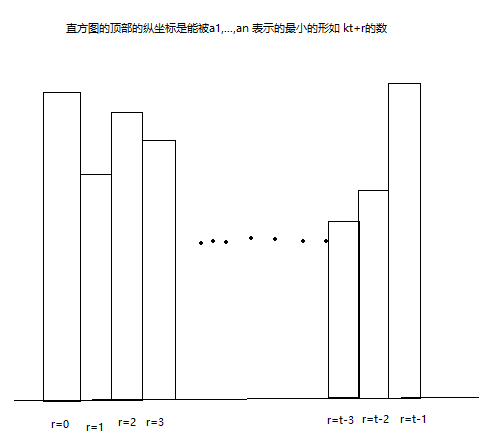 直方图的顶部的纵坐标是能被a1,...,an 表示的最小的形如 kt+r的数
r=0 r=1 r=2 r=3 r=t-3 r=t-2 r=t-1